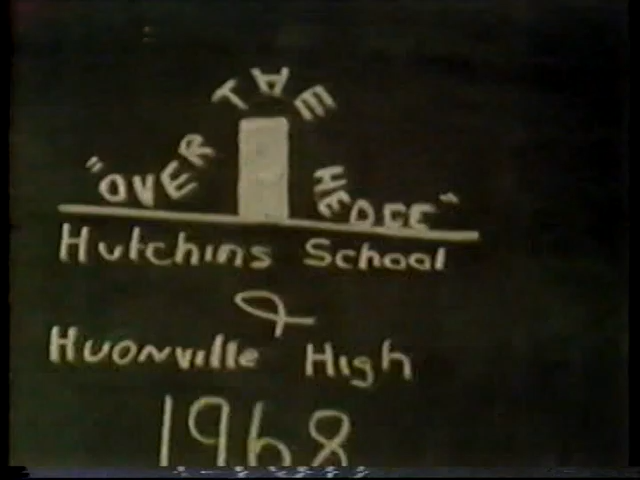 "OVER THE HEDGE"
Hutchins School
&
Huonville High
1968